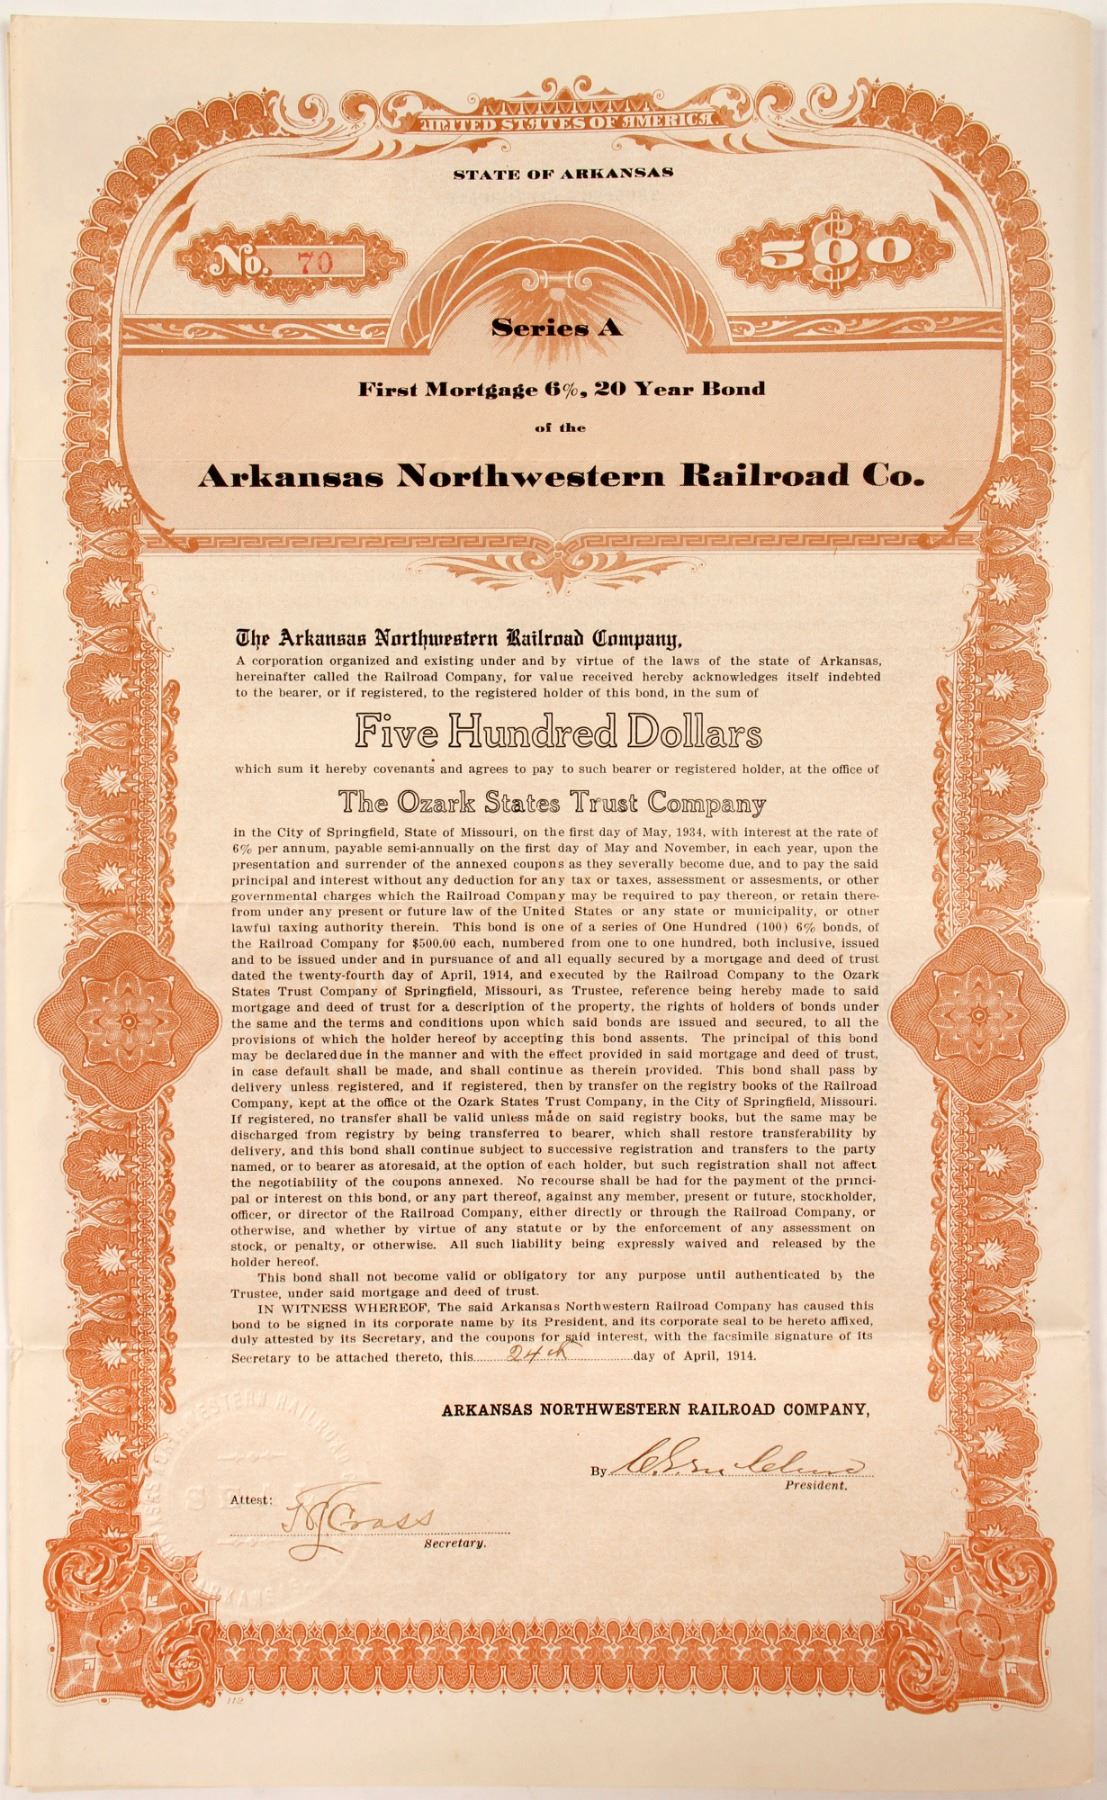 UNITED STATES OF AMERICA
STATE OF ARKANSAS
No. 70
$500
Series A
First Mortgage 6%, 20 Year Bond
of the
Arkansas Northwestern Railroad Co.
The Arkansas Northwestern Railroad Company,
A corporation organized and existing under and by virtue of the laws of the state of Arkansas,
hereinafter called the Railroad Company, for value received hereby acknowledges itself indebted
to the bearer, or if registered, to the registered holder of this bond, in the sum of
Five Hundred Dollars
which sum it hereby covenants and agrees to pay to such bearer or registered holder, at the office of
The Ozark States Trust Company
in the City of Springfield, State of Missouri, on the first day of May, 1934, with interest at the rate of
6% per annum, payable semi-annually on the first day of May and November, in each year, upon the
presentation and surrender of the annexed coupons as they severally become due, and to pay the said
principal and interest without any deduction for any tax or taxes, assessment or assesments, or other
governmental charges which the Railroad Company may be required to pay thereon, or retain there-
from under any present or future law of the United States or any state or municipality, or other
lawful taxing authority therein. This bond is one of a series of One Hundred (100) 6% bonds, of
the Railroad Company for $500.00 each, numbered from one to one hundred, both inclusive, issued
and to be issued under and in pursuance of and all equally secured by a mortgage and deed of trust
dated the twenty-fourth day of April, 1914, and executed by the Railroad Company to the Ozark
States Trust Company of Springfield, Missouri, as Trustee, reference being hereby made to said
mortgage and deed of trust for a description of the property, the rights of holders of bonds under
the same and the terms and conditions upon which said bonds are issued and secured, to all the
provisions of which the holder hereof by accepting this bond assents. The principal of this bond
may be declared due in the manner and with the effect provided in said mortgage and deed of trust,
in case default shall be made, and shall continue as therein provided. This bond shall pass by
delivery unless registered, and if registered, then by transfer on the registry books of the Railroad
Company, kept at the office of the Ozark States Trust Company, in the City of Springfield, Missouri.
If registered, no transfer shall be valid unless made on said registry books, but the same may be
discharged from registry by being transferred to bearer, which shall restore transferability by
delivery, and this bond shall continue subject to successive registration and transfers to the party
named, or to bearer as aforesaid, at the option of each holder, but such registration shall not affect
the negotiability of the coupons annexed. No recourse shall be had for the payment of the princi-
pal or interest on this bond, or any part thereof, against any member, present or future, stockholder,
officer, or director of the Railroad Company, either directly or through the Railroad Company, or
otherwise, and whether by virtue of any statute or by the enforcement of any assessment on
stock, or penalty, or otherwise. All such liability being expressly waived and released by the
holder hereof.
This bond shall not become valid or obligatory for any purpose until authenticated by the
Trustee, under said mortgage and deed of trust.
IN WITNESS WHEREOF, The said Arkansas Northwestern Railroad Company has caused this
bond to be signed in its corporate name by its President, and its corporate seal to be hereto affixed,
duly attested by its Secretary, and the coupons for said interest, with the facsimile signature of its
Secretary to be attached thereto, this 24th day of April, 1914.
ARKANSAS NORTHWESTERN RAILROAD COMPANY,
By
President.
Attest: Cross
Secretary.
112